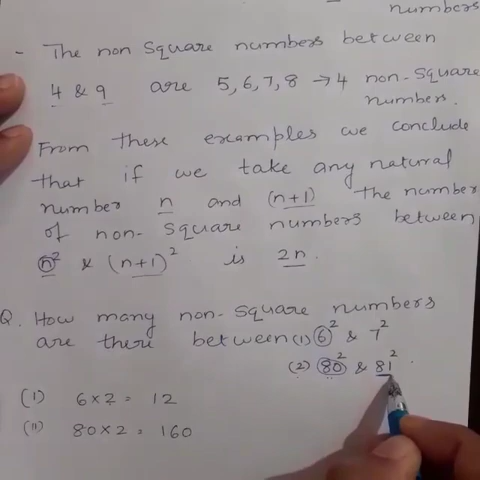 numbers
- The non square numbers between
4 & 9 are 5, 6, 7, 8 → 4 non-square
numbers.
From these examples we conclude
that if we take any natural
number n and (n+1) the number
of non-square numbers between
n² & (n+1)² is 2n.
Q. How many non-square numbers
are there between (1) 6² & 7²
(2) 80² & 81²
(I) 6×2 = 12
(II) 80×2 = 160